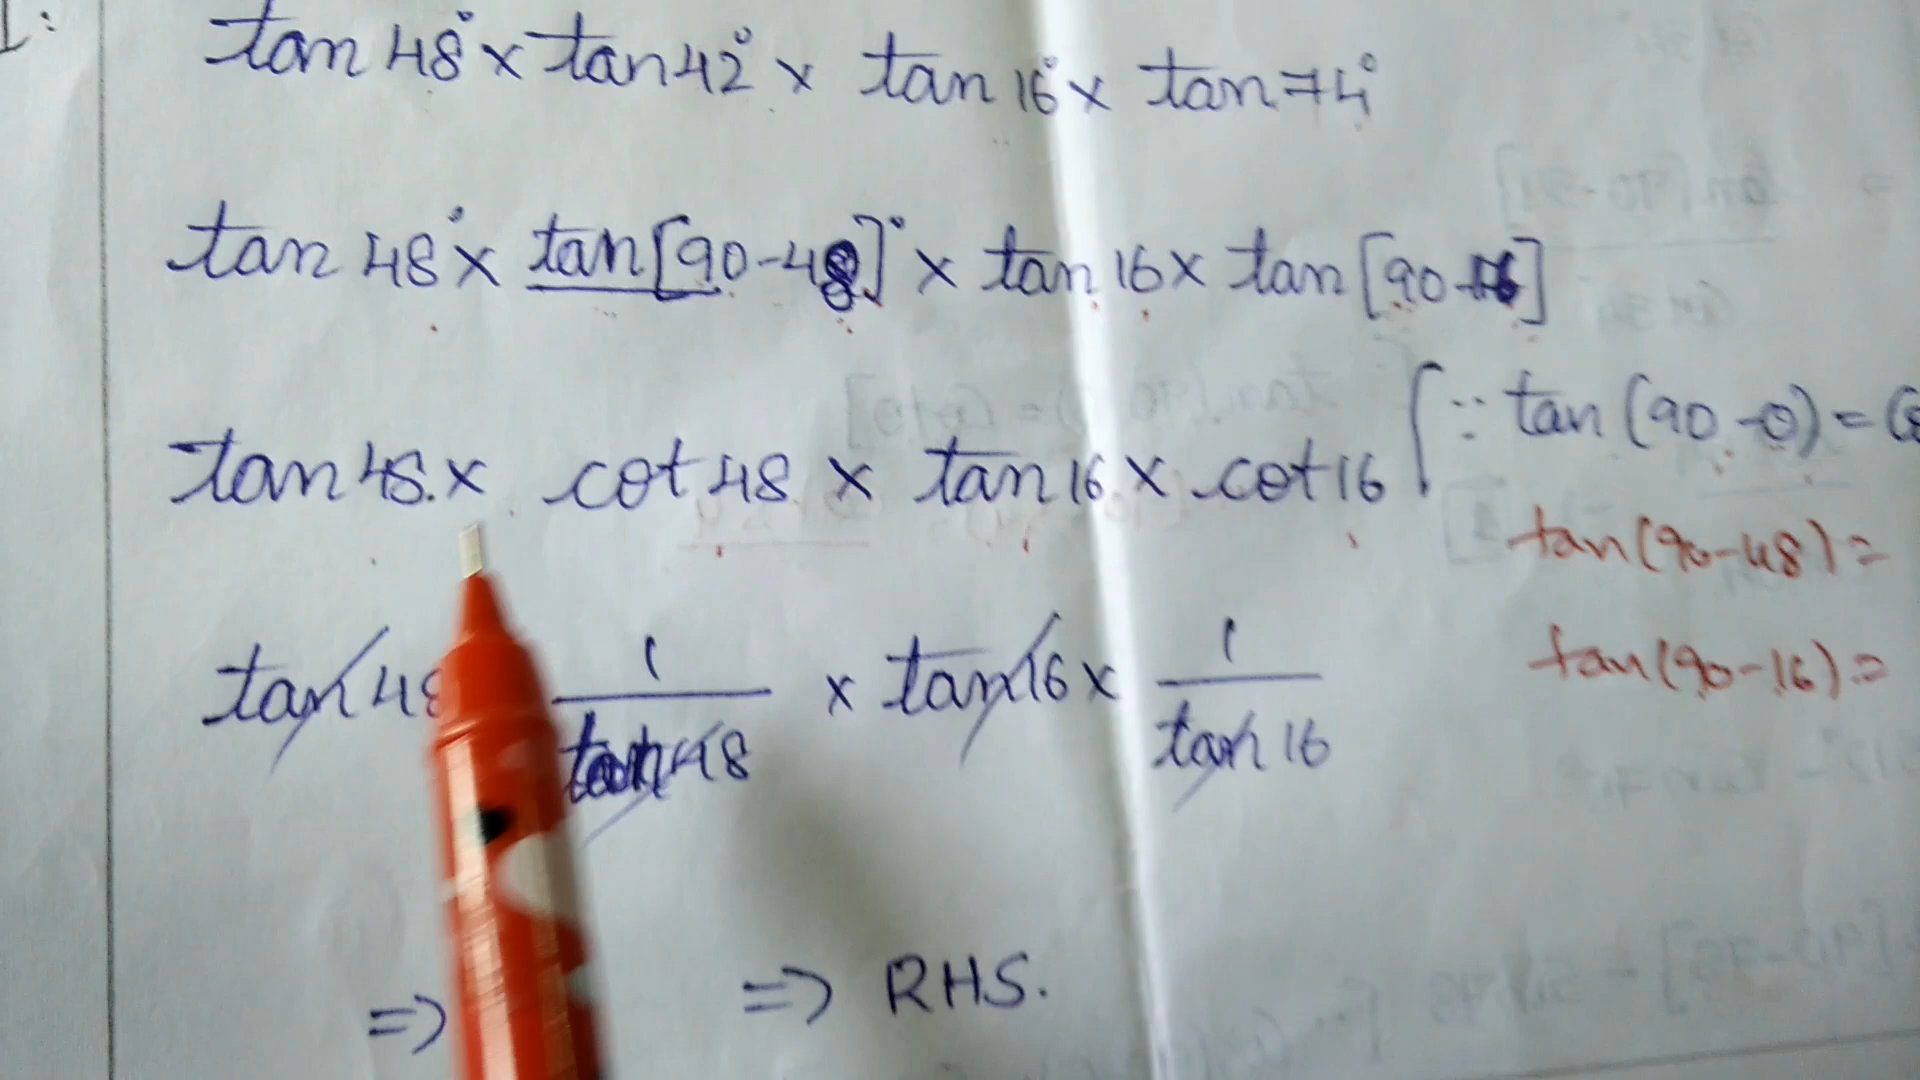 tan 48° × tan 42° × tan 16° × tan 74°
tan 48° × tan [90-48]° × tan 16 × tan [90-16]
tan 48 × cot 48 × tan 16 × cot 16 [∵ tan (90-θ) =
tan (90-48) =
tan 48 1/tan 48 × tan 16 × 1/tan 16
tan (90-16) =
⇒ ⇒ RHS.